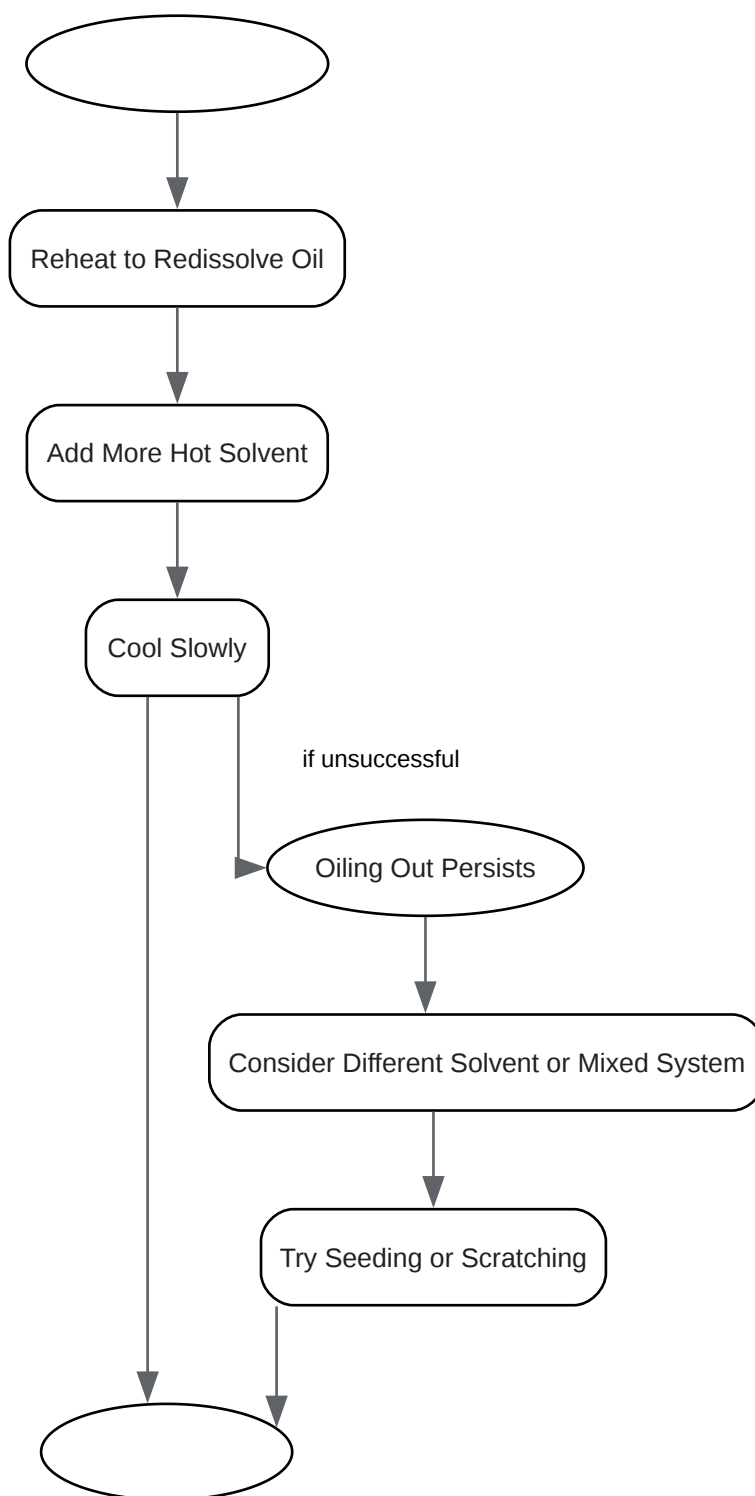 Reheat to Redissolve Oil
Add More Hot Solvent
Cool Slowly
if unsuccessful
Oiling Out Persists
Consider Different Solvent or Mixed System
Try Seeding or Scratching